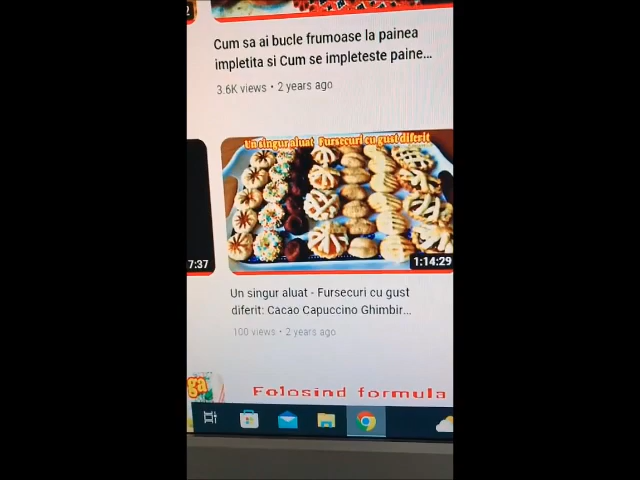 Cum sa ai bucle frumoase la painea
impletita si Cum se impleteste paine...
3.6K views • 2 years ago
Un singur aluat Fursecuri cu gust diferit
7:37
1:14:29
Un singur aluat - Fursecuri cu gust
diferit: Cacao Capuccino Ghimbir...
100 views • 2 years ago
ga
Folosind formula